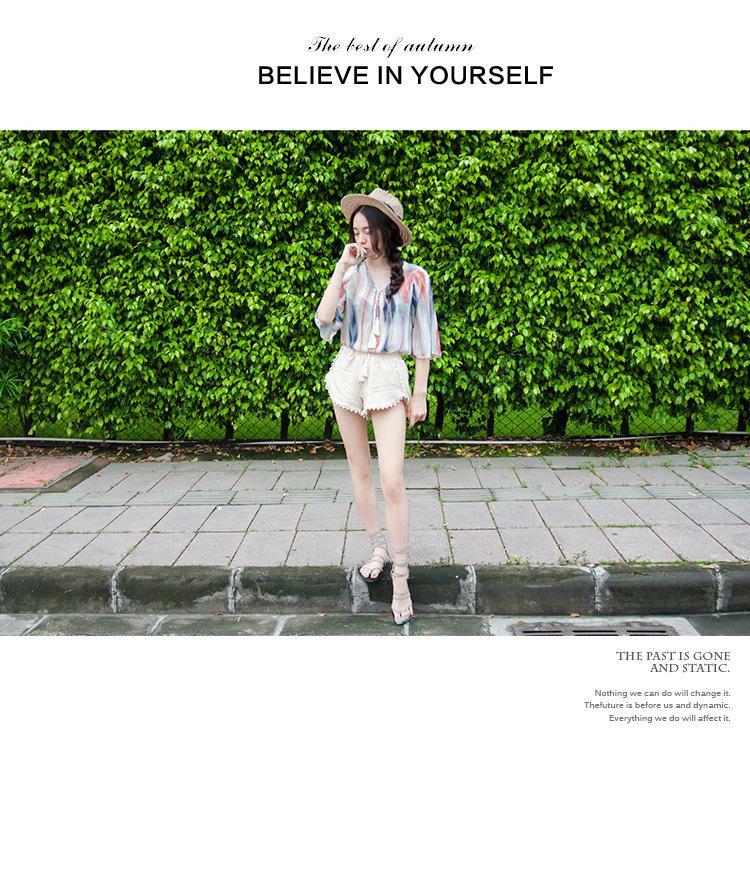 The best of autumn
BELIEVE IN YOURSELF
THE PAST IS GONE
AND STATIC.
Nothing we can do will change it.
Thefuture is before us and dynamic.
Everything we do will affect it.